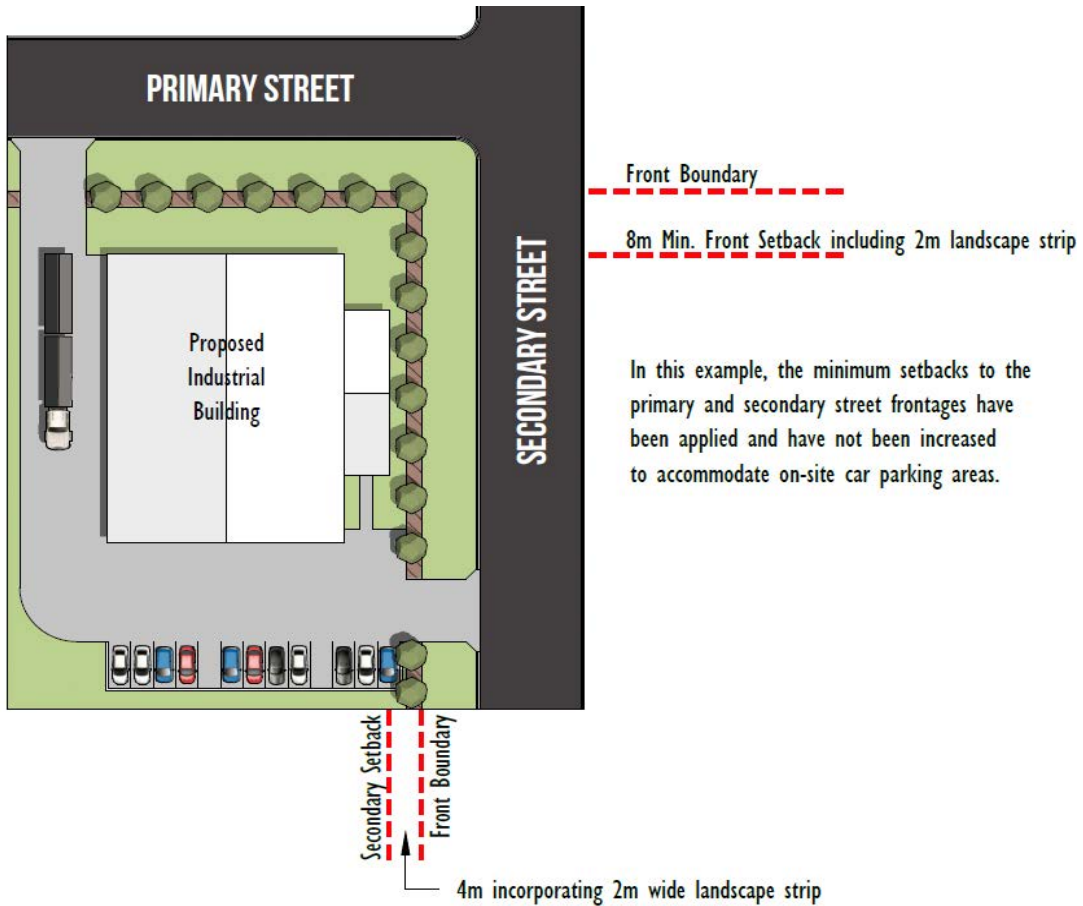 PRIMARY STREET
Front Boundary
8m Min. Front Setback including 2m landscape strip
SECONDARY STREET
Proposed
Industrial
Building
In this example, the minimum setbacks to the
primary and secondary street frontages have
been applied and have not been increased
to accommodate on-site car parking areas.
Secondary Setback
Front Boundary
4m incorporating 2m wide landscape strip